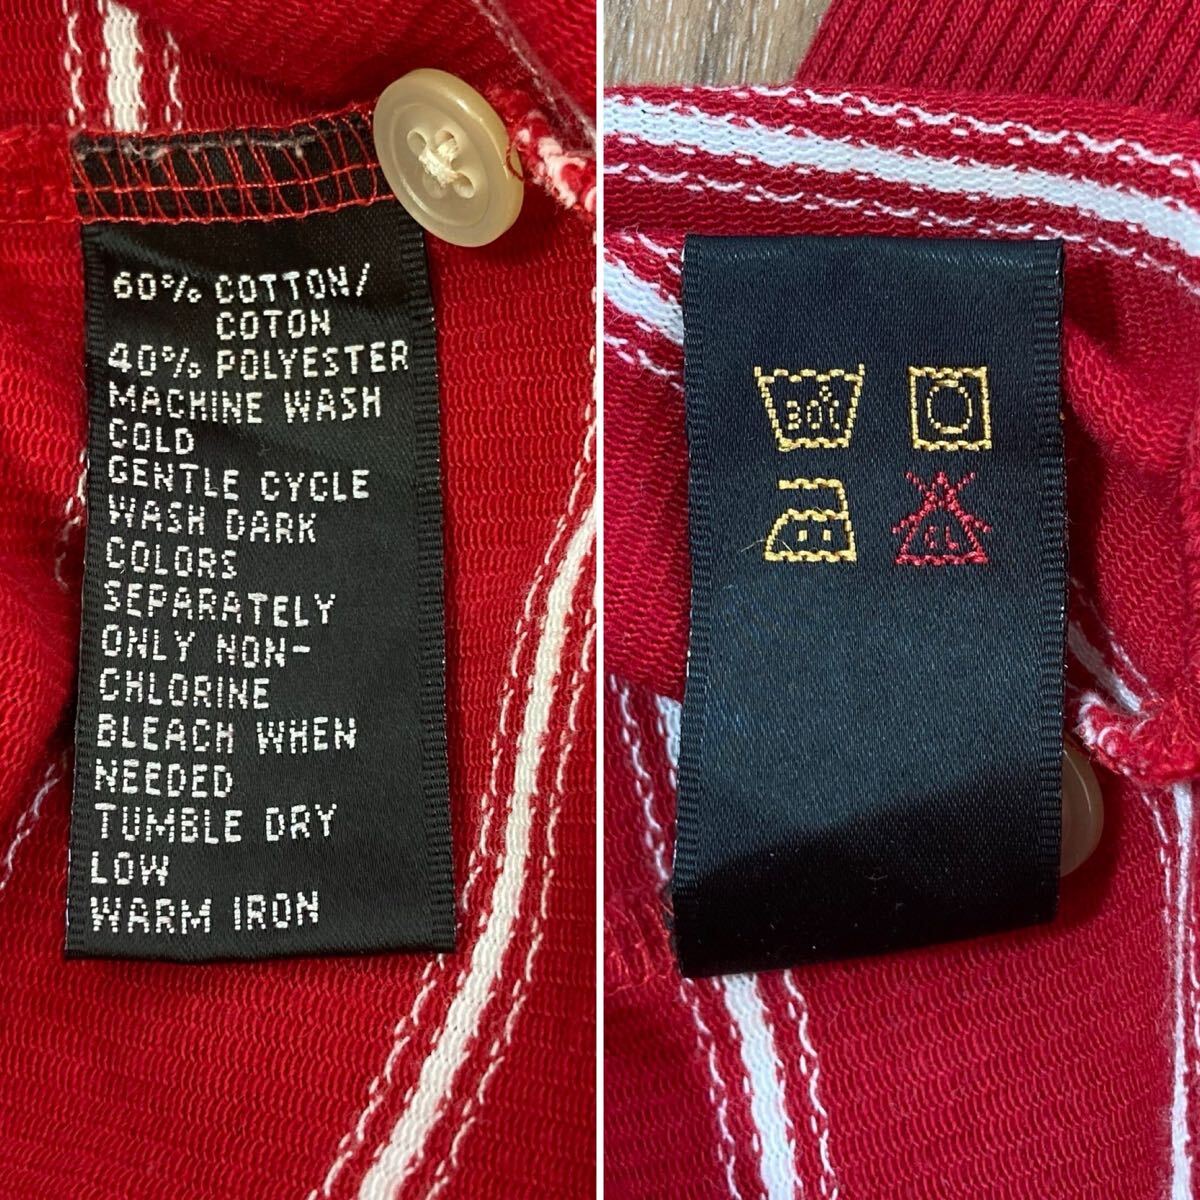 60% COTTON/
COTON
40% POLYESTER
MACHINE WASH
COLD
GENTLE CYCLE
WASH DARK
COLORS
SEPARATELY
ONLY NON-
CHLORINE
BLEACH WHEN
NEEDED
TUMBLE DRY
LOW
WARM IRON
30C
CL